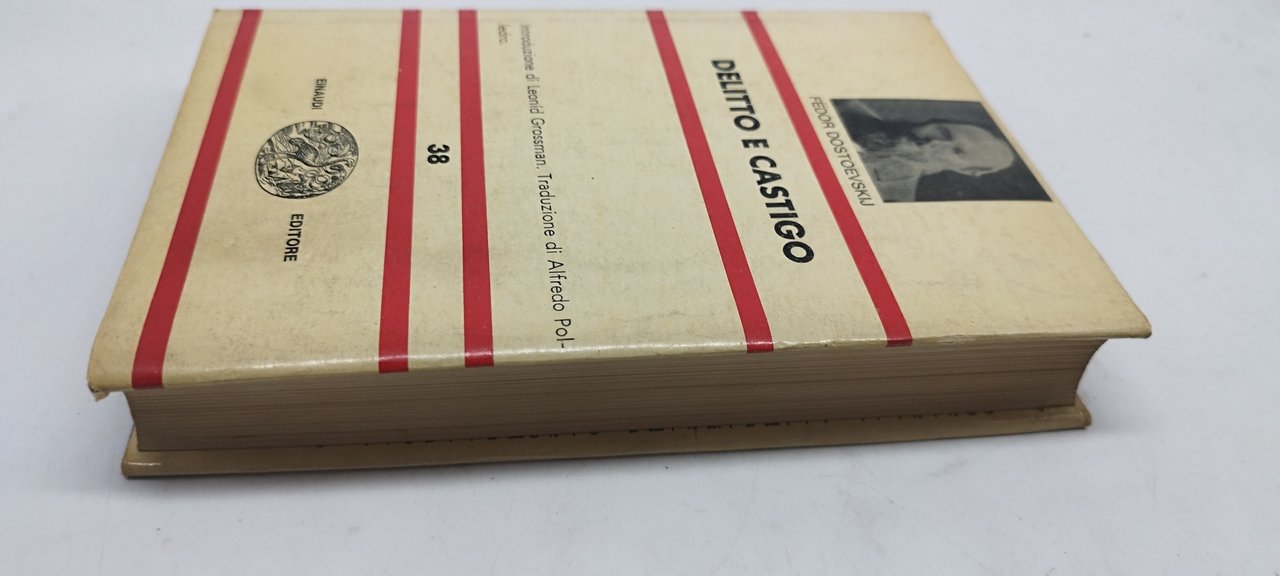 FEDOR DOSTOEVSKIJ
DELITTO E CASTIGO
Introduzione di Leonid Grossman. Traduzione di Alfredo Pol-
ledro.
38
EINAUDI EDITORE